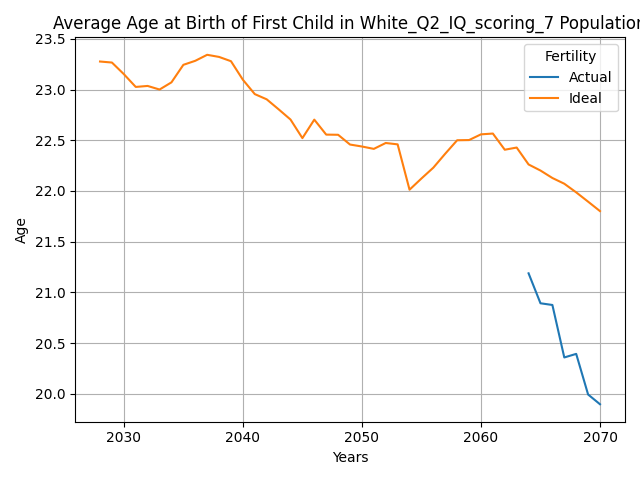 Average Age at Birth of First Child in White_Q2_IQ_scoring_7 Population
23.5
23.0
22.5
22.0
21.5
21.0
20.5
20.0
Age
Fertility
Actual
Ideal
2030 2040 2050 2060 2070
Years